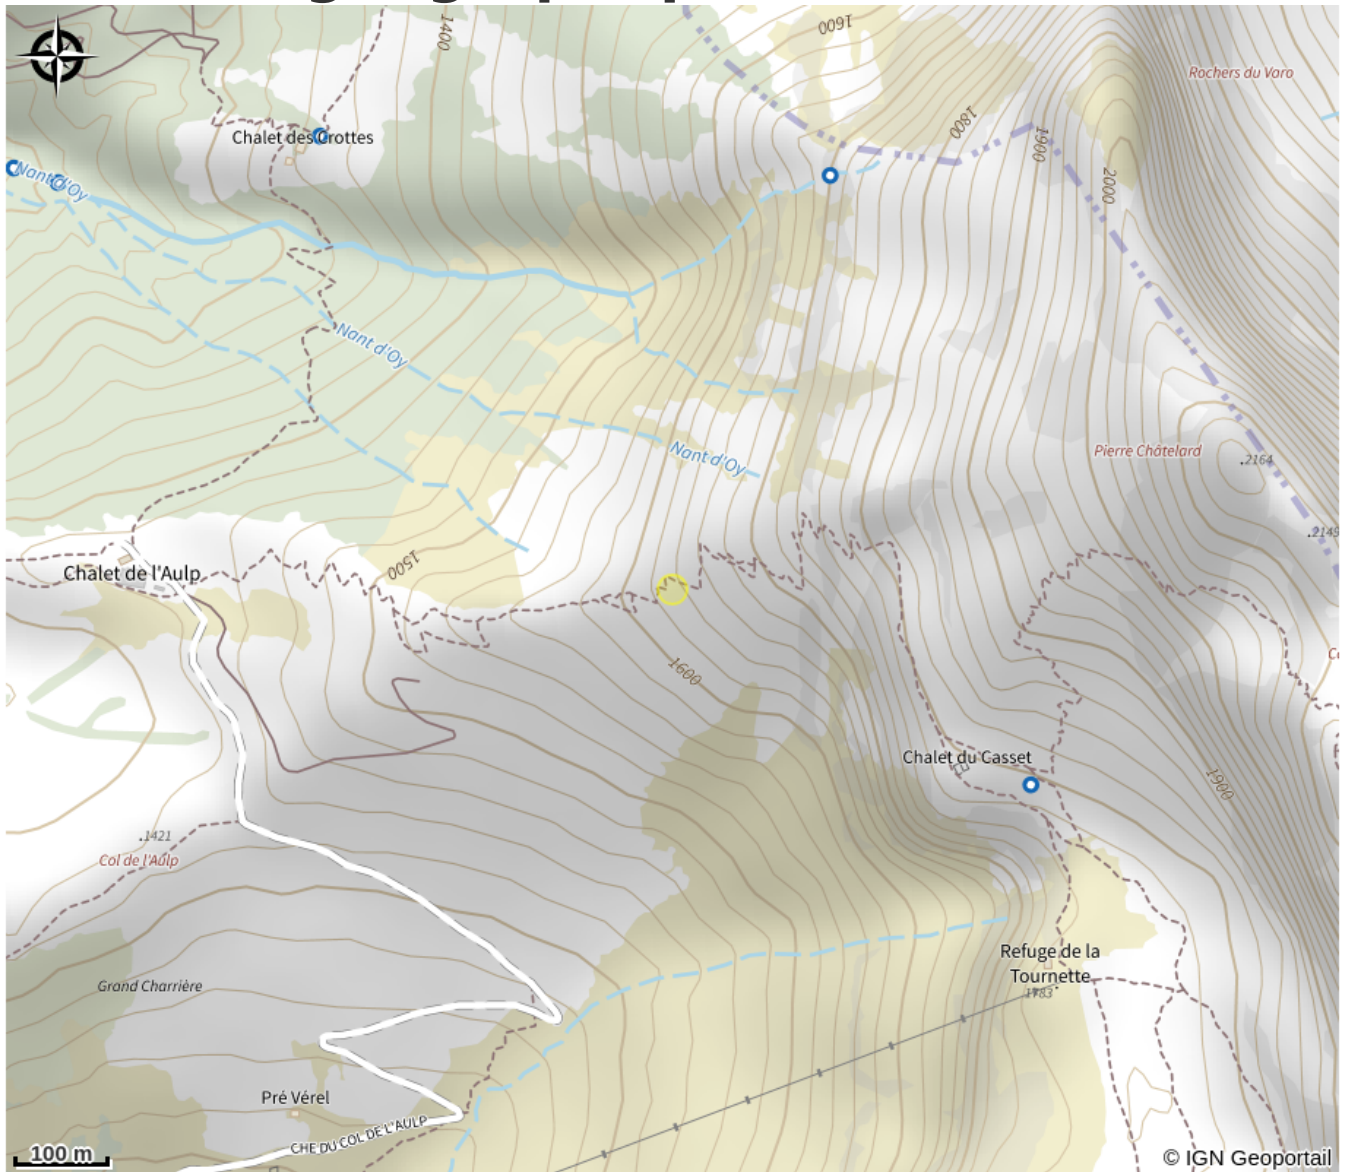 1400
1600
Rochers du Varo
1800
Chalet des Crottes
1900
Nant d'Oy
2000
Nant d'Oy
Pierre Châtelard
.2164
Nant d'Oy
.2149
1500
Chalet de l'Aulp
1600
Chalet du Casset
1900
.1421
Col de l'Aulp
Refuge de la
Tournette
1783
Grand Charrière
Pré Vérel
CHE DU COL DE L'AULP
100 m
© IGN Geoportail